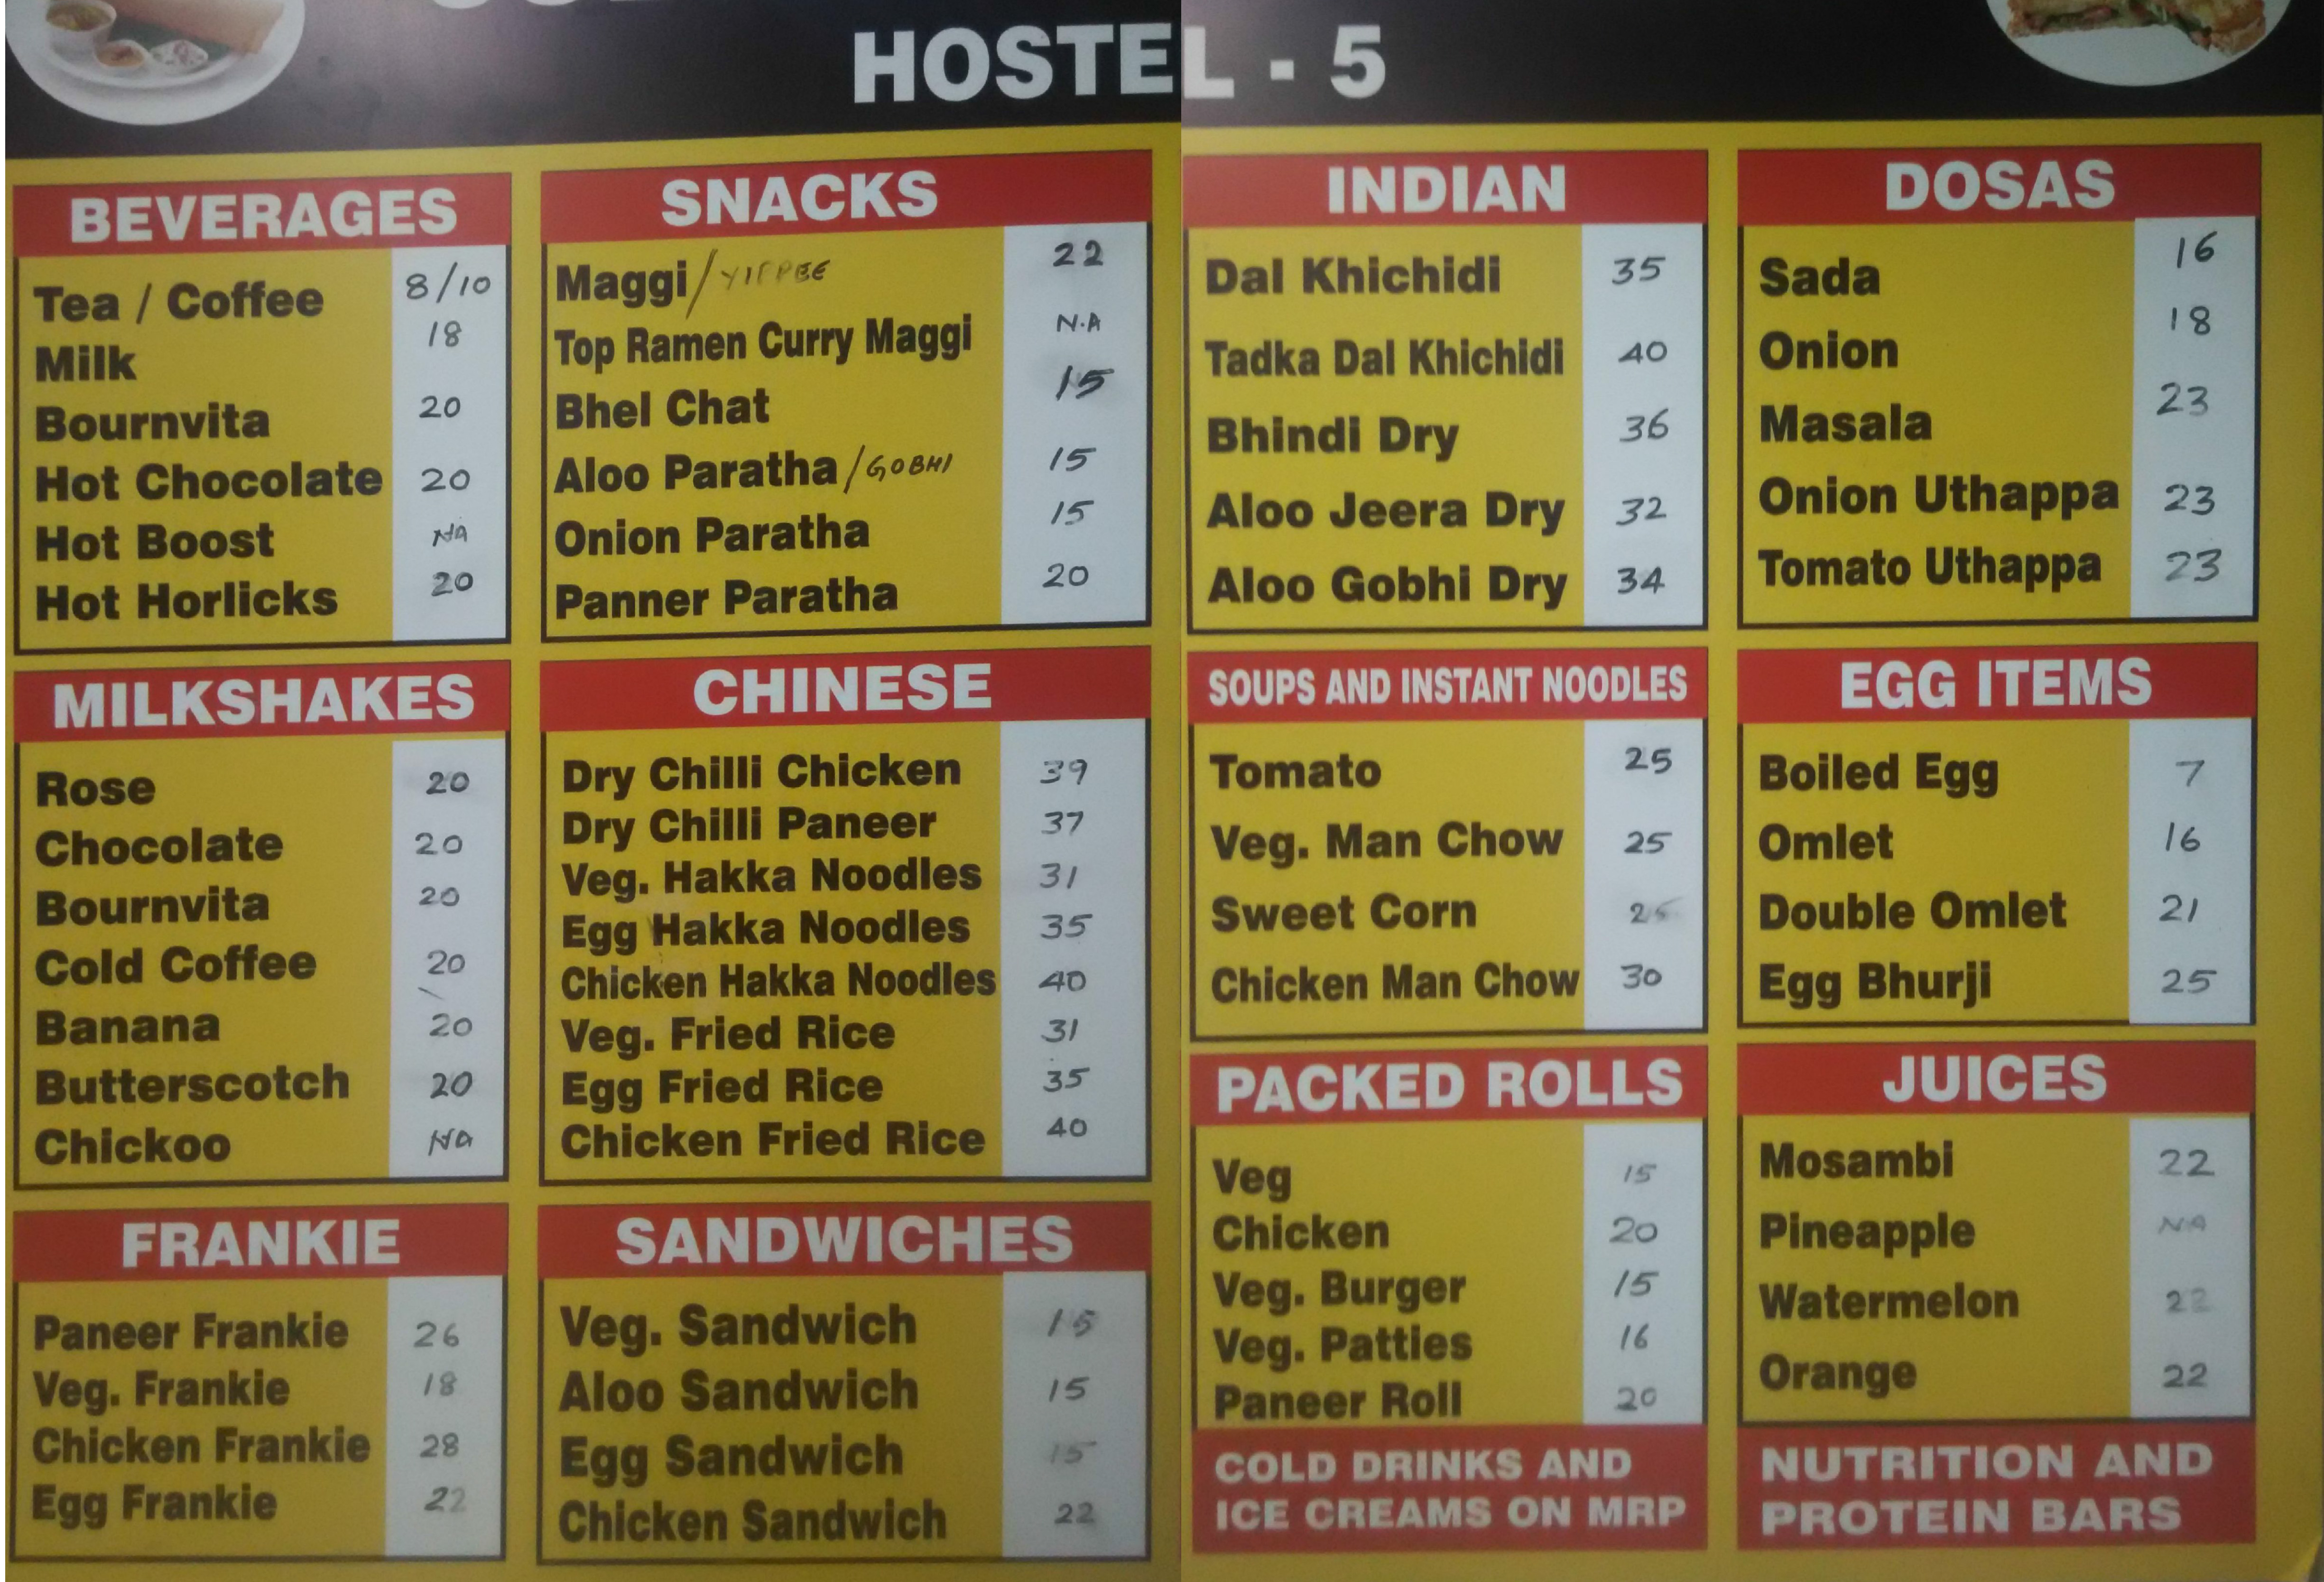 HOSTEL - 5
BEVERAGES
Tea / Coffee 8/10
Milk 18
Bournvita 20
Hot Chocolate 20
Hot Boost NA
Hot Horlicks 20
SNACKS
Maggi/YIPPEE 22
Top Ramen Curry Maggi N.A
Bhel Chat 15
Aloo Paratha/GOBHI 15
Onion Paratha 15
Panner Paratha 20
INDIAN
Dal Khichidi 35
Tadka Dal Khichidi 40
Bhindi Dry 36
Aloo Jeera Dry 32
Aloo Gobhi Dry 34
DOSAS
Sada 16
Onion 18
Masala 23
Onion Uthappa 23
Tomato Uthappa 23
MILKSHAKES
Rose 20
Chocolate 20
Bournvita 20
Cold Coffee 20
Banana 20
Butterscotch 20
Chickoo NA
CHINESE
Dry Chilli Chicken 39
Dry Chilli Paneer 37
Veg. Hakka Noodles 31
Egg Hakka Noodles 35
Chicken Hakka Noodles 40
Veg. Fried Rice 31
Egg Fried Rice 35
Chicken Fried Rice 40
SOUPS AND INSTANT NOODLES
Tomato 25
Veg. Man Chow 25
Sweet Corn 25
Chicken Man Chow 30
EGG ITEMS
Boiled Egg 7
Omlet 16
Double Omlet 21
Egg Bhurji 25
FRANKIE
Paneer Frankie 26
Veg. Frankie 18
Chicken Frankie 28
Egg Frankie 22
SANDWICHES
Veg. Sandwich 15
Aloo Sandwich 15
Egg Sandwich 15
Chicken Sandwich 22
PACKED ROLLS
Veg 15
Chicken 20
Veg. Burger 15
Veg. Patties 16
Paneer Roll 20
COLD DRINKS AND
ICE CREAMS ON MRP
JUICES
Mosambi 22
Pineapple NA
Watermelon 22
Orange 22
NUTRITION AND
PROTEIN BARS